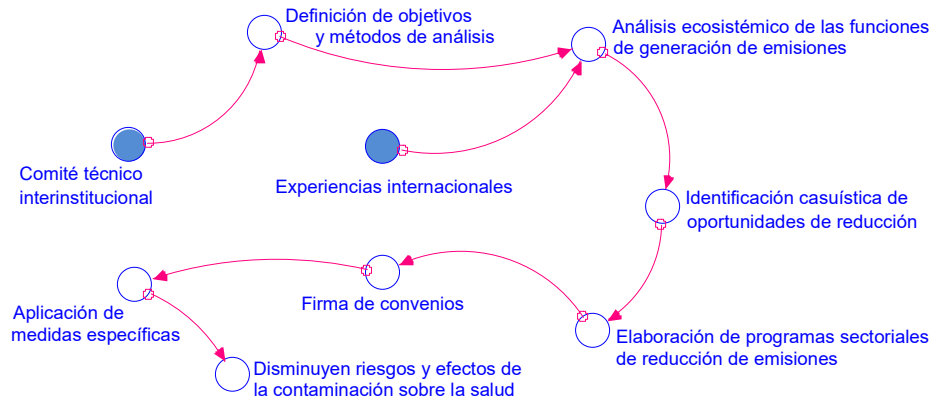 Definición de objetivos
y métodos de análisis
Análisis ecosistémico de las funciones
de generación de emisiones
Comité técnico
interinstitucional
Experiencias internacionales
Identificación casuística de
oportunidades de reducción
Firma de convenios
Aplicación de
medidas específicas
Elaboración de programas sectoriales
de reducción de emisiones
Disminuyen riesgos y efectos de
la contaminación sobre la salud